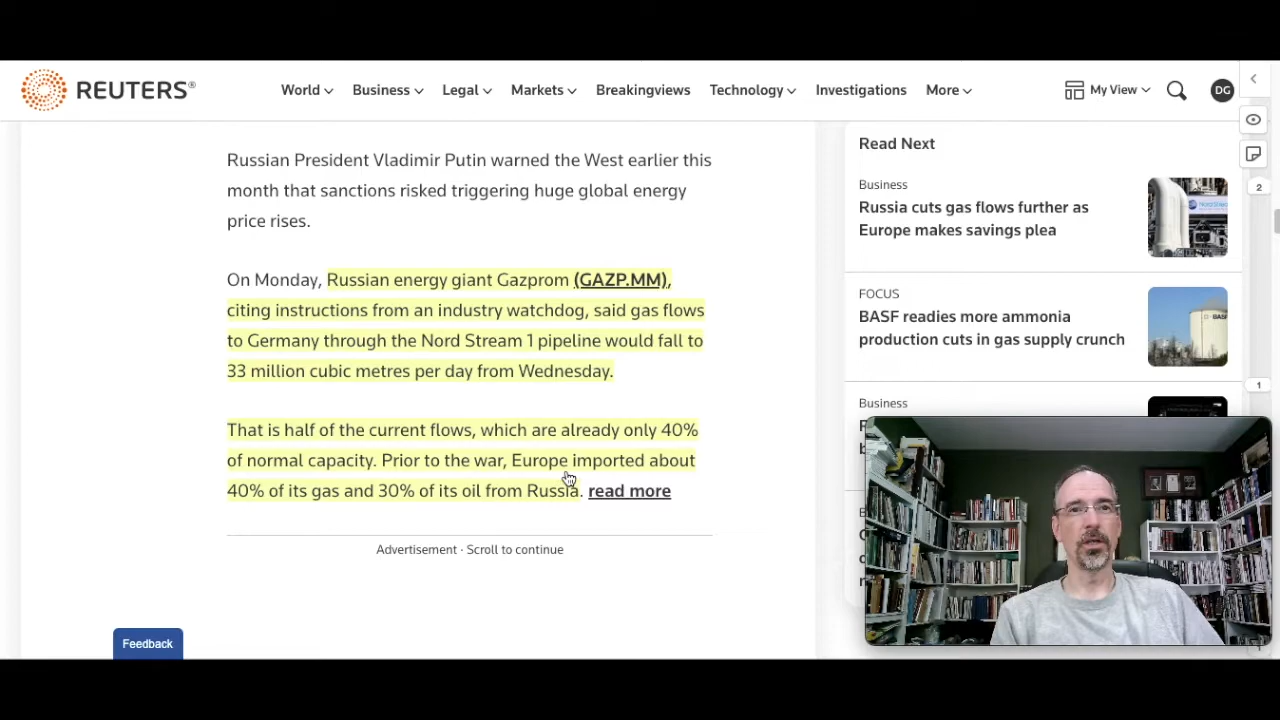 REUTERS®
World Business Legal Markets Breakingviews Technology Investigations More My View DG
Russian President Vladimir Putin warned the West earlier this
month that sanctions risked triggering huge global energy
price rises.
On Monday, Russian energy giant Gazprom (GAZP.MM),
citing instructions from an industry watchdog, said gas flows
to Germany through the Nord Stream 1 pipeline would fall to
33 million cubic metres per day from Wednesday.
That is half of the current flows, which are already only 40%
of normal capacity. Prior to the war, Europe imported about
40% of its gas and 30% of its oil from Russia. read more
Advertisement · Scroll to continue
Feedback
Read Next
Business
Russia cuts gas flows further as
Europe makes savings plea
FOCUS
BASF readies more ammonia
production cuts in gas supply crunch
Business
2
1